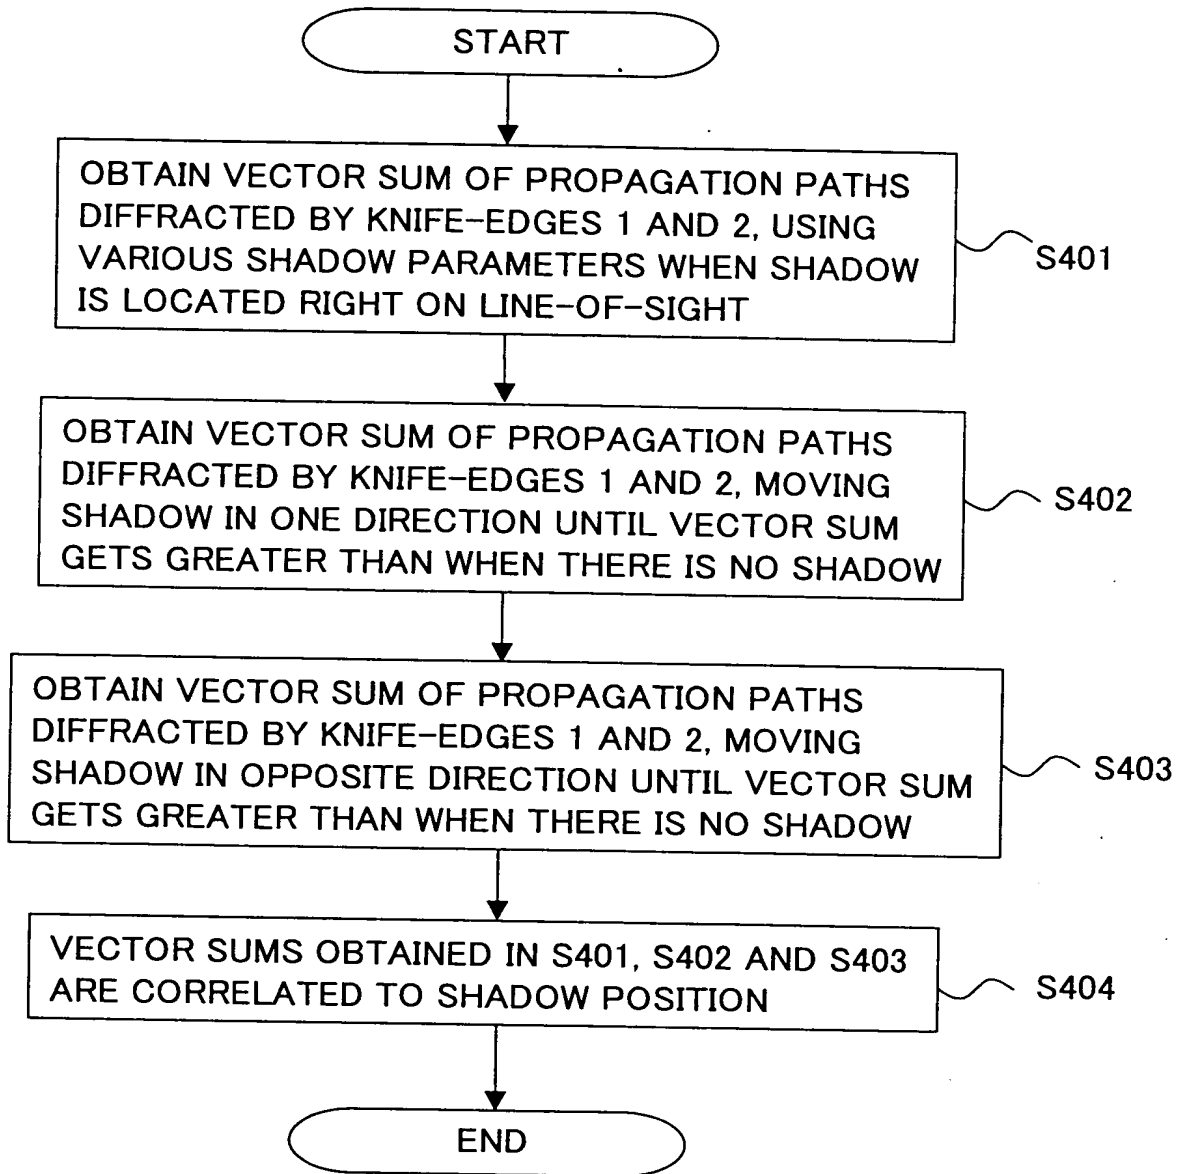 START
OBTAIN VECTOR SUM OF PROPAGATION PATHS
DIFFRACTED BY KNIFE-EDGES 1 AND 2, USING
VARIOUS SHADOW PARAMETERS WHEN SHADOW
IS LOCATED RIGHT ON LINE-OF-SIGHT
S401
OBTAIN VECTOR SUM OF PROPAGATION PATHS
DIFFRACTED BY KNIFE-EDGES 1 AND 2, MOVING
SHADOW IN ONE DIRECTION UNTIL VECTOR SUM
GETS GREATER THAN WHEN THERE IS NO SHADOW
S402
OBTAIN VECTOR SUM OF PROPAGATION PATHS
DIFFRACTED BY KNIFE-EDGES 1 AND 2, MOVING
SHADOW IN OPPOSITE DIRECTION UNTIL VECTOR SUM
GETS GREATER THAN WHEN THERE IS NO SHADOW
S403
VECTOR SUMS OBTAINED IN S401, S402 AND S403
ARE CORRELATED TO SHADOW POSITION
S404
END